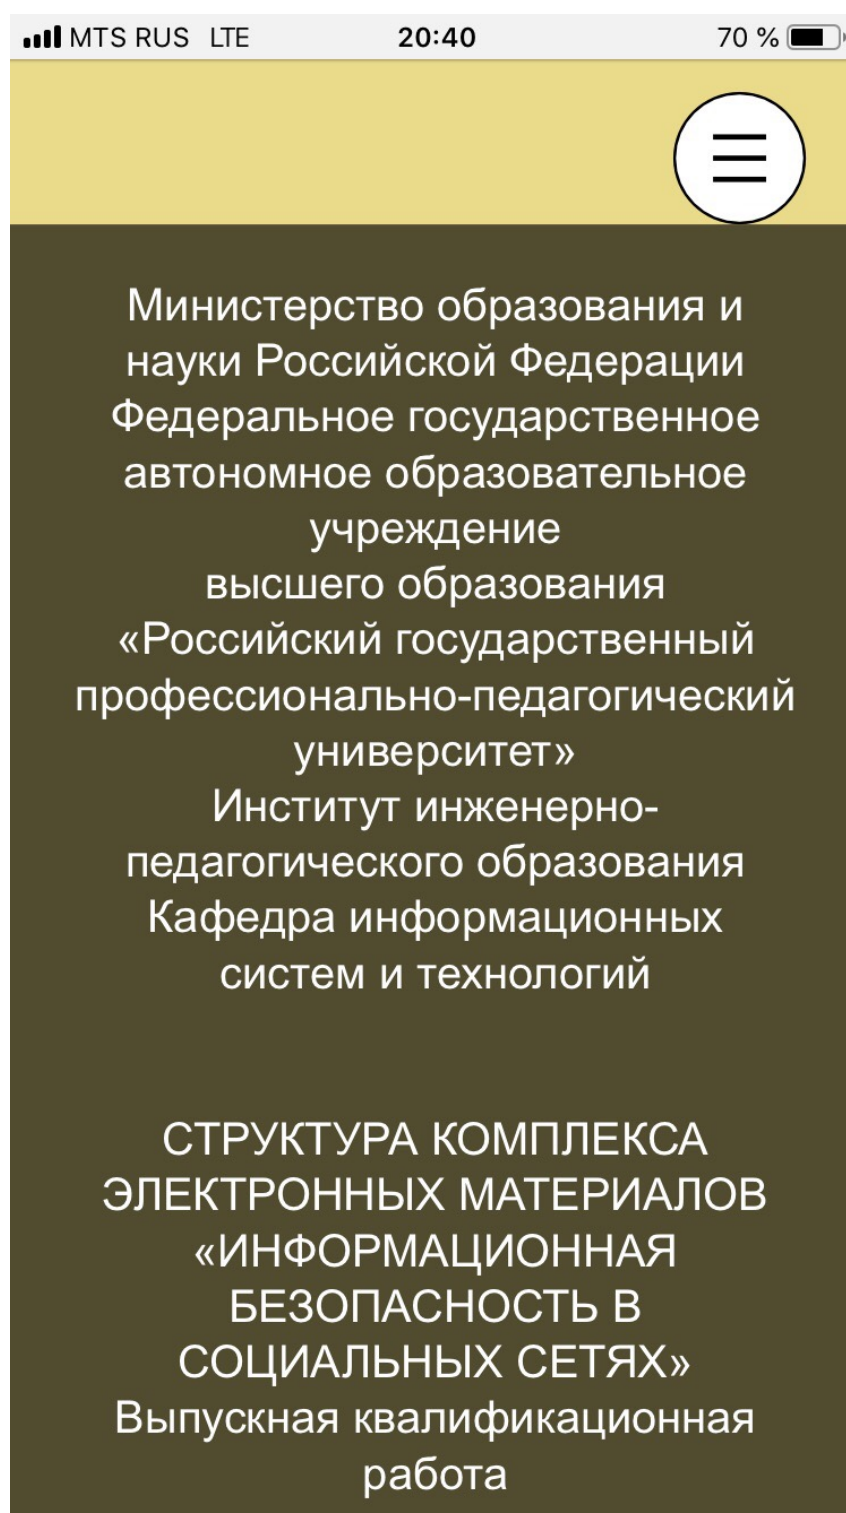 MTS RUS LTE 20:40 70 %
Министерство образования и
науки Российской Федерации
Федеральное государственное
автономное образовательное
учреждение
высшего образования
«Российский государственный
профессионально-педагогический
университет»
Институт инженерно-
педагогического образования
Кафедра информационных
систем и технологий
СТРУКТУРА КОМПЛЕКСА
ЭЛЕКТРОННЫХ МАТЕРИАЛОВ
«ИНФОРМАЦИОННАЯ
БЕЗОПАСНОСТЬ В
СОЦИАЛЬНЫХ СЕТЯХ»
Выпускная квалификационная
работа